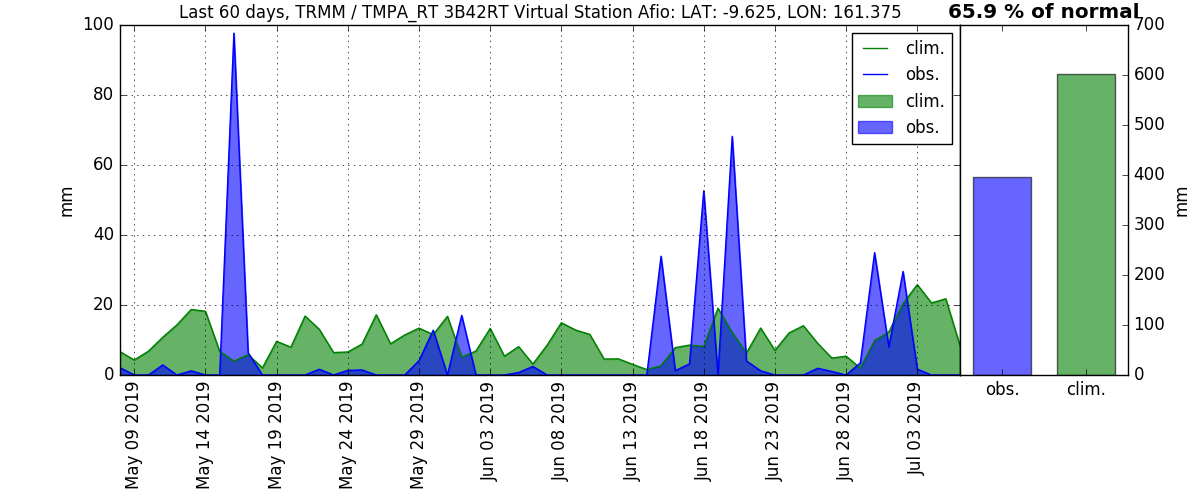 Last 60 days, TRMM / TMPA_RT 3B42RT Virtual Station Afio: LAT: -9.625, LON: 161.375
65.9 % of normal
100
80
60
40
20
0
mm
clim.
obs.
clim.
obs.
700
600
500
400
300
200
100
0
mm
obs.
clim.
May 09 2019
May 14 2019
May 19 2019
May 24 2019
May 29 2019
Jun 03 2019
Jun 08 2019
Jun 13 2019
Jun 18 2019
Jun 23 2019
Jun 28 2019
Jul 03 2019